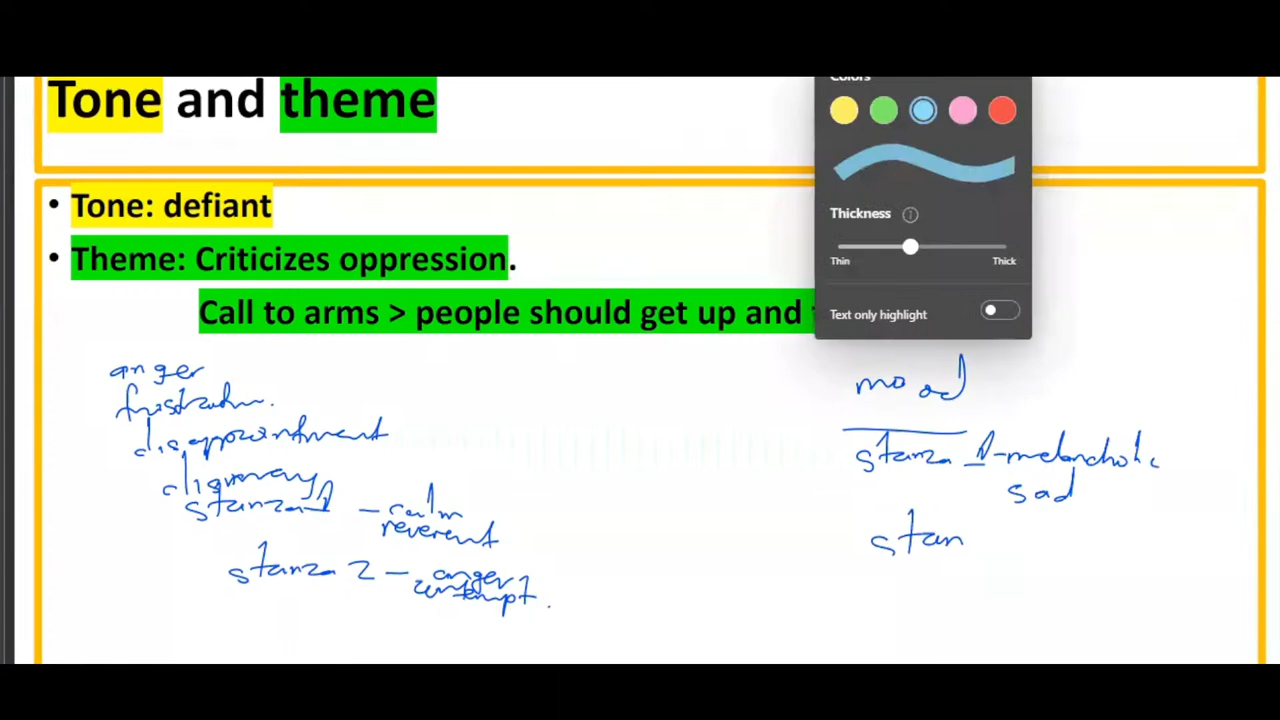 Tone and theme
• Tone: defiant
• Theme: Criticizes oppression.
Call to arms > people should get up and
anger
frustration.
disappointment
dismay
stanza 1 - calm
reverent
stanza 2 - anger
contempt.
Colors
Thickness
Thin Thick
Text only highlight
mood
stanza 1 - melancholic
sad
stan